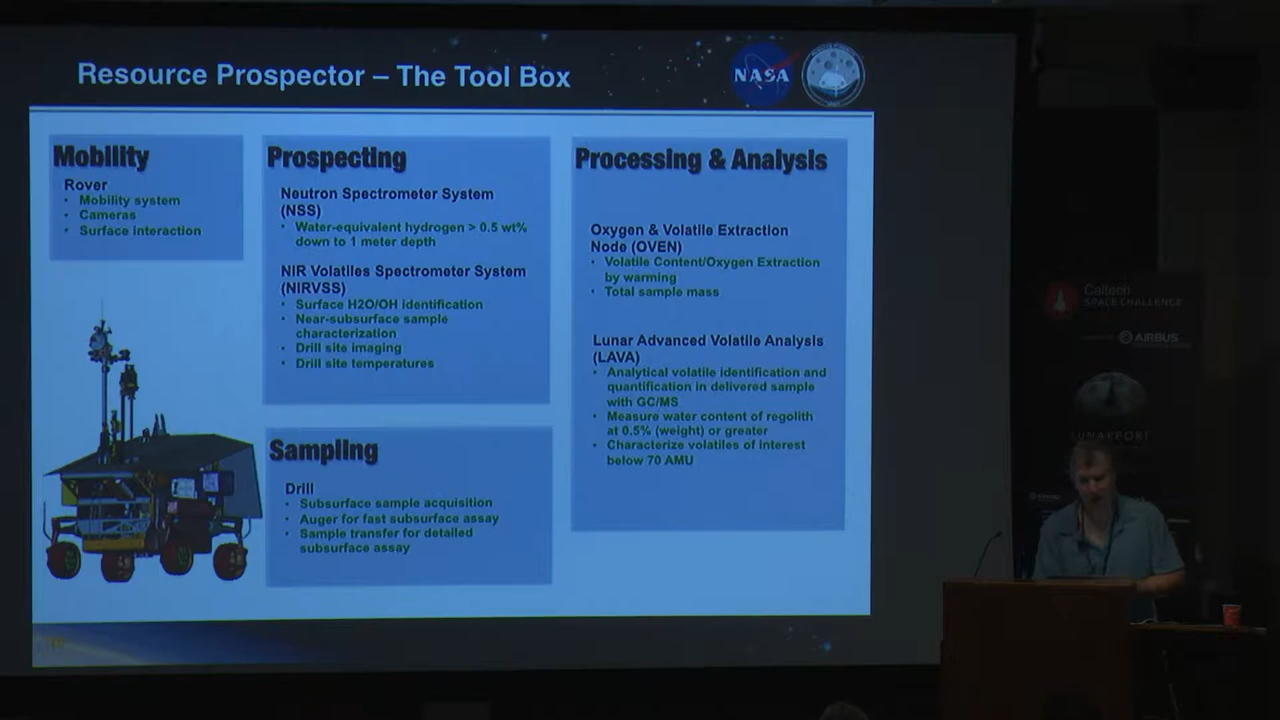 Resource Prospector – The Tool Box
NASA
Mobility
Rover
• Mobility system
• Cameras
• Surface interaction
Prospecting
Neutron Spectrometer System
(NSS)
• Water-equivalent hydrogen > 0.5 wt%
down to 1 meter depth
NIR Volatiles Spectrometer System
(NIRVSS)
• Surface H2O/OH identification
• Near-subsurface sample
characterization
• Drill site imaging
• Drill site temperatures
Sampling
Drill
• Subsurface sample acquisition
• Auger for fast subsurface assay
• Sample transfer for detailed
subsurface assay
Processing & Analysis
Oxygen & Volatile Extraction
Node (OVEN)
• Volatile Content/Oxygen Extraction
by warming
• Total sample mass
Lunar Advanced Volatile Analysis
(LAVA)
• Analytical volatile identification and
quantification in delivered sample
with GC/MS
• Measure water content of regolith
at 0.5% (weight) or greater
• Characterize volatiles of interest
below 70 AMU
Caltech
SPACE CHALLENGE
AIRBUS
LUNARPORT